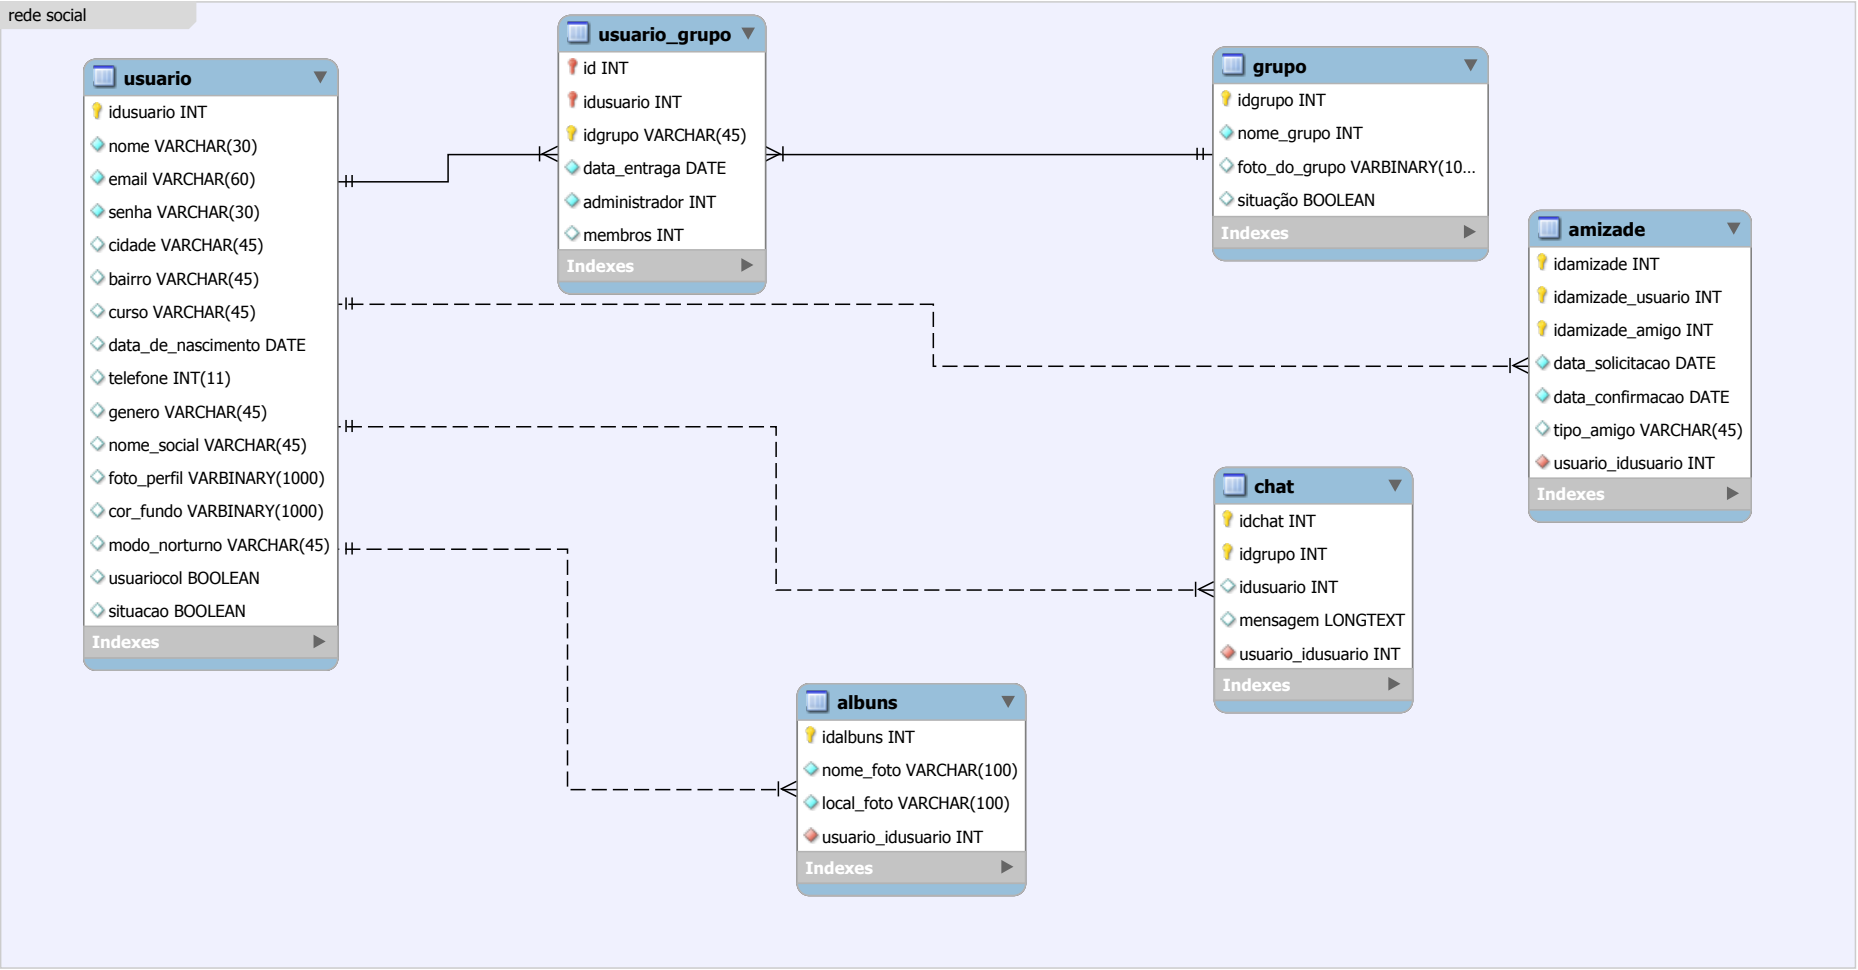 rede social
usuario
idusuario INT
nome VARCHAR(30)
email VARCHAR(60)
senha VARCHAR(30)
cidade VARCHAR(45)
bairro VARCHAR(45)
curso VARCHAR(45)
data_de_nascimento DATE
telefone INT(11)
genero VARCHAR(45)
nome_social VARCHAR(45)
foto_perfil VARBINARY(1000)
cor_fundo VARBINARY(1000)
modo_norturno VARCHAR(45)
usuariocol BOOLEAN
situacao BOOLEAN
Indexes
usuario_grupo
id INT
idusuario INT
idgrupo VARCHAR(45)
data_entraga DATE
administrador INT
membros INT
Indexes
grupo
idgrupo INT
nome_grupo INT
foto_do_grupo VARBINARY(10...
situação BOOLEAN
Indexes
amizade
idamizade INT
idamizade_usuario INT
idamizade_amigo INT
data_solicitacao DATE
data_confirmacao DATE
tipo_amigo VARCHAR(45)
usuario_idusuario INT
Indexes
chat
idchat INT
idgrupo INT
idusuario INT
mensagem LONGTEXT
usuario_idusuario INT
Indexes
albuns
idalbuns INT
nome_foto VARCHAR(100)
local_foto VARCHAR(100)
usuario_idusuario INT
Indexes